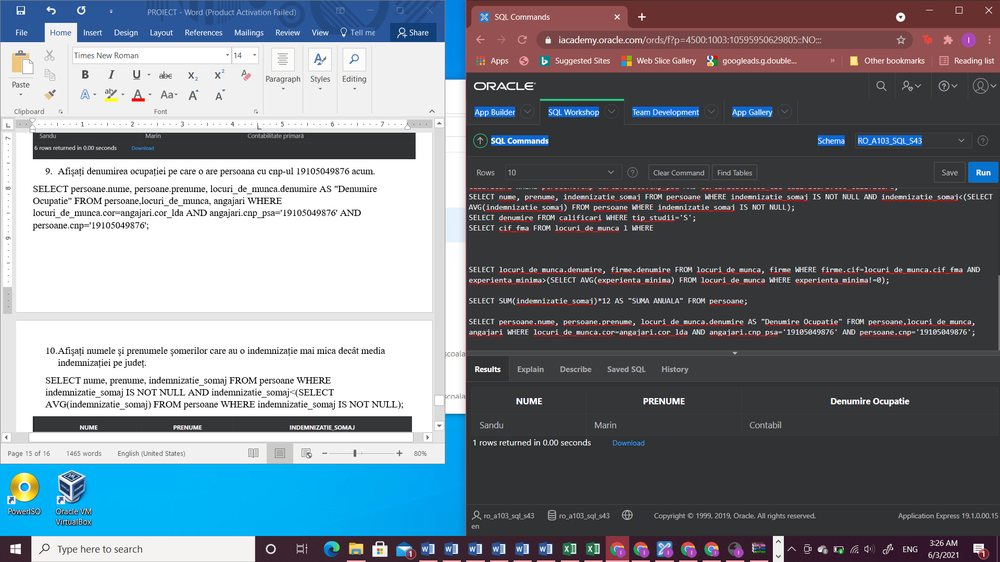 PROIECT - Word (Product Activation Failed)
File
Home
Insert
Design
Layout
References
Mailings
Review
View
Tell me
Share
Paste
Clipboard
Times New Roman
14
Font
Paragraph
Styles
Editing
Sandu Marin Contabilitate primară
6 rows returned in 0.00 seconds Download
9. Afișați denumirea ocupației pe care o are persoana cu cnp-ul 19105049876 acum.
SELECT persoane.nume, persoane.prenume, locuri_de_munca.denumire AS "Denumire
Ocupatie" FROM persoane,locuri_de_munca, angajari WHERE
locuri_de_munca.cor=angajari.cor_lda AND angajari.cnp_psa='19105049876' AND
persoane.cnp='19105049876';
10. Afișați numele și prenumele șomerilor care au o indemnizație mai mica decât media
indemnizației pe județ.
SELECT nume, prenume, indemnizatie_somaj FROM persoane WHERE
indemnizatie_somaj IS NOT NULL AND indemnizatie_somaj<(SELECT
AVG(indemnizatie_somaj) FROM persoane WHERE indemnizatie_somaj IS NOT NULL);
NUME PRENUME INDEMNIZATIE_SOMAJ
Page 15 of 16
1465 words
English (United States)
80%
scoala
scoala
PowerISO
Oracle VM
VirtualBox
SQL Commands
iacademy.oracle.com/ords/f?p=4500:1003:10595950629805::NO:::
Apps
Suggested Sites
Web Slice Gallery
googleads.g.double...
Other bookmarks
Reading list
ORACLE
App Builder
SQL Workshop
Team Development
App Gallery
SQL Commands
Schema
RO_A103_SQL_S43
Rows
10
Clear Command
Find Tables
Save
Run
SELECT nume, prenume, indemnizatie_somaj FROM persoane WHERE indemnizatie_somaj IS NOT NULL AND indemnizatie_somaj<(SELECT
AVG(indemnizatie_somaj) FROM persoane WHERE indemnizatie_somaj IS NOT NULL);
SELECT denumire FROM calificari WHERE tip_studii='S';
SELECT cif_fma FROM locuri_de_munca l WHERE
SELECT locuri_de_munca.denumire, firme.denumire FROM locuri_de_munca, firme WHERE firme.cif=locuri_de_munca.cif_fma AND
experienta_minima>(SELECT AVG(experienta_minima) FROM locuri_de_munca WHERE experienta_minima!=0);
SELECT SUM(indemnizatie_somaj)*12 AS "SUMA ANUALA" FROM persoane;
SELECT persoane.nume, persoane.prenume, locuri_de_munca.denumire AS "Denumire Ocupatie" FROM persoane,locuri_de_munca,
angajari WHERE locuri_de_munca.cor=angajari.cor_lda AND angajari.cnp_psa='19105049876' AND persoane.cnp='19105049876';
Results
Explain
Describe
Saved SQL
History
NUME PRENUME Denumire Ocupatie
Sandu Marin Contabil
1 rows returned in 0.00 seconds Download
ro_a103_sql_s43
ro_a103_sql_s43
en
Copyright © 1999, 2019, Oracle. All rights reserved.
Application Express 19.1.0.00.15
Type here to search
ENG
3:26 AM
6/3/2021